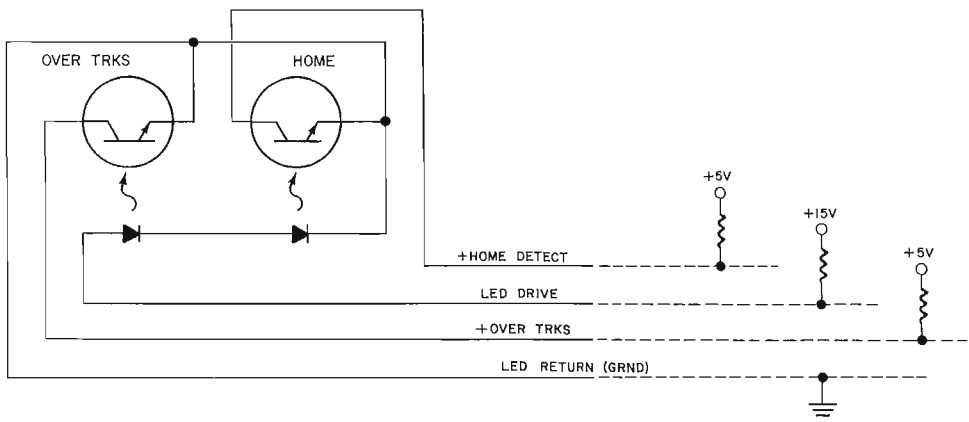 OVER TRKS
HOME
+5V
+15V
+5V
+HOME DETECT
LED DRIVE
+OVER TRKS
LED RETURN (GRND)